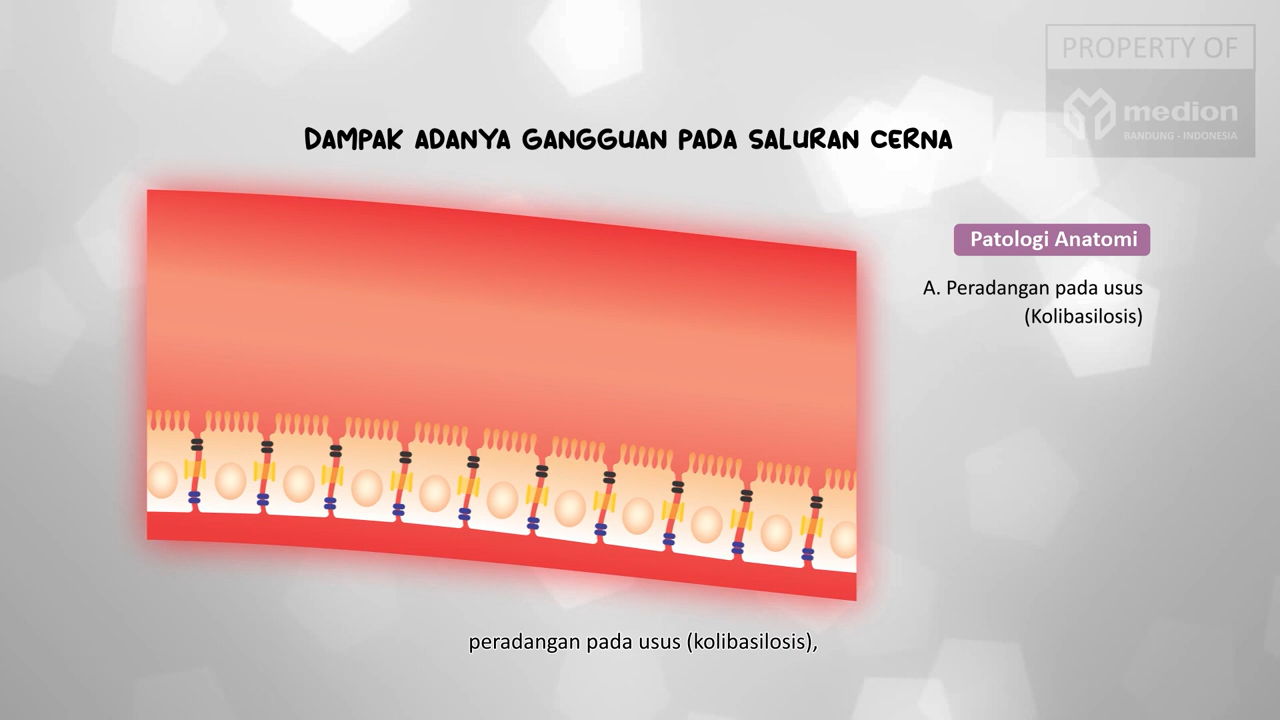 PROPERTY OF
medion
BANDUNG - INDONESIA
DAMPAK ADANYA GANGGUAN PADA SALURAN CERNA
Patologi Anatomi
A. Peradangan pada usus
(Kolibasilosis)
peradangan pada usus (kolibasilosis),